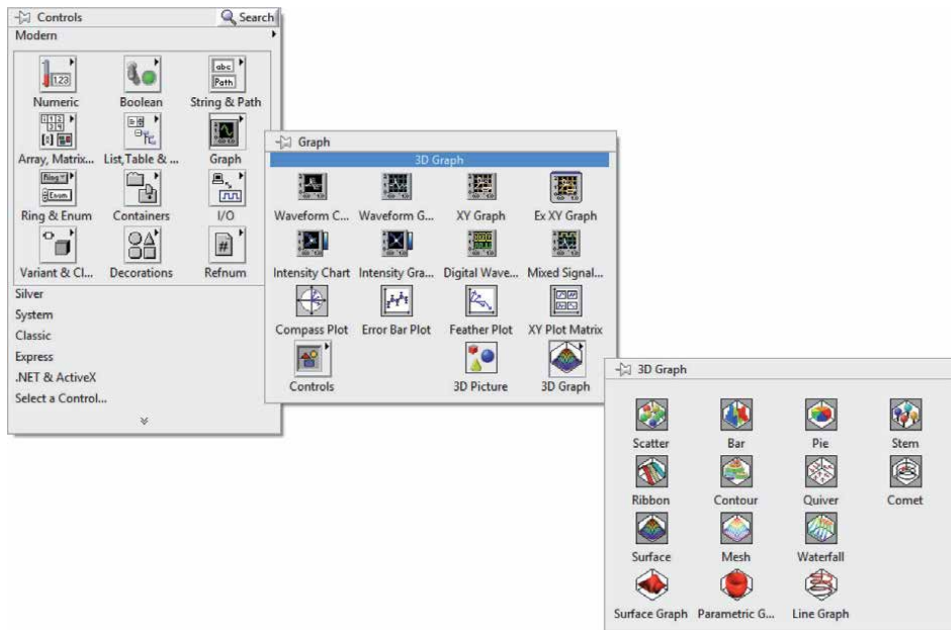 Controls Search
Modern
1.23 abc Path
Numeric Boolean String & Path
Array, Matrix... List, Table & ... Graph
Ring Enum
Ring & Enum Containers I/O
#
Variant & Cl... Decorations Refnum
Silver
System
Classic
Express
.NET & ActiveX
Select a Control...
Graph
3D Graph
Waveform C... Waveform G... XY Graph Ex XY Graph
Intensity Chart Intensity Gra... Digital Wave... Mixed Signal...
Compass Plot Error Bar Plot Feather Plot XY Plot Matrix
Controls 3D Picture 3D Graph
3D Graph
Scatter Bar Pie Stem
Ribbon Contour Quiver Comet
Surface Mesh Waterfall
Surface Graph Parametric G... Line Graph